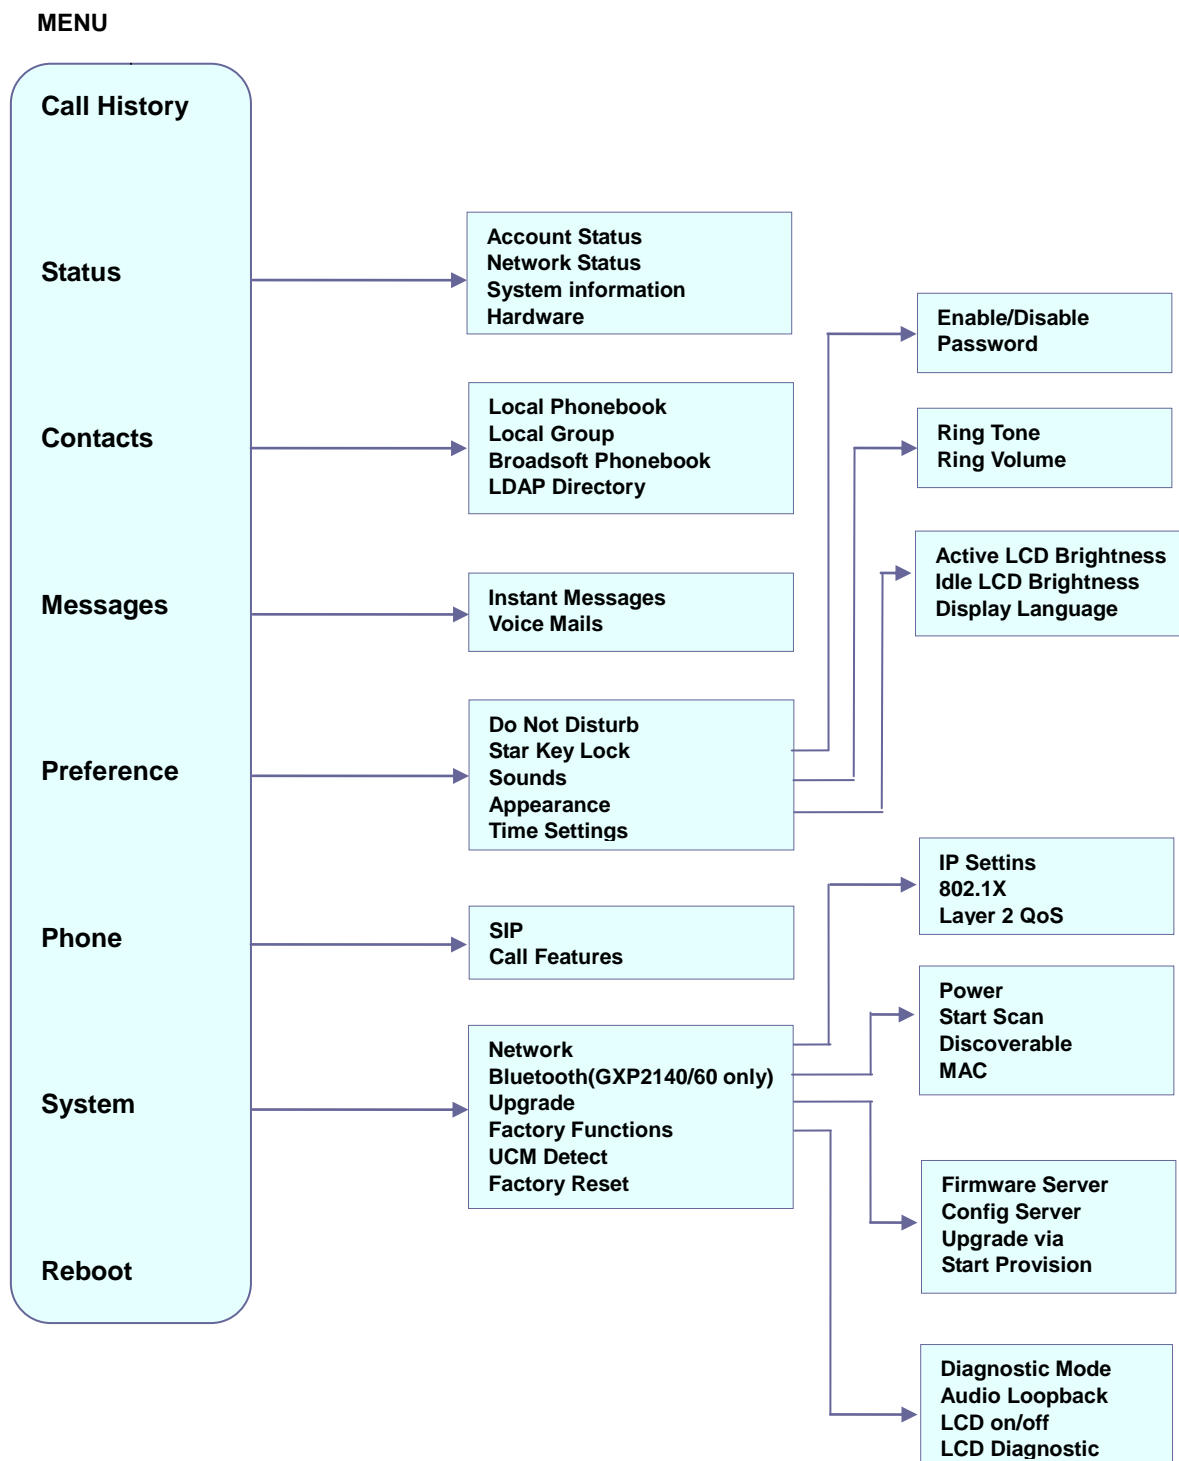 MENU
Call History
Status
Contacts
Messages
Preference
Phone
System
Reboot
Account Status
Network Status
System information
Hardware
Local Phonebook
Local Group
Broadsoft Phonebook
LDAP Directory
Instant Messages
Voice Mails
Do Not Disturb
Star Key Lock
Sounds
Appearance
Time Settings
SIP
Call Features
Network
Bluetooth(GXP2140/60 only)
Upgrade
Factory Functions
UCM Detect
Factory Reset
Enable/Disable
Password
Ring Tone
Ring Volume
Active LCD Brightness
Idle LCD Brightness
Display Language
IP Settins
802.1X
Layer 2 QoS
Power
Start Scan
Discoverable
MAC
Firmware Server
Config Server
Upgrade via
Start Provision
Diagnostic Mode
Audio Loopback
LCD on/off
LCD Diagnostic